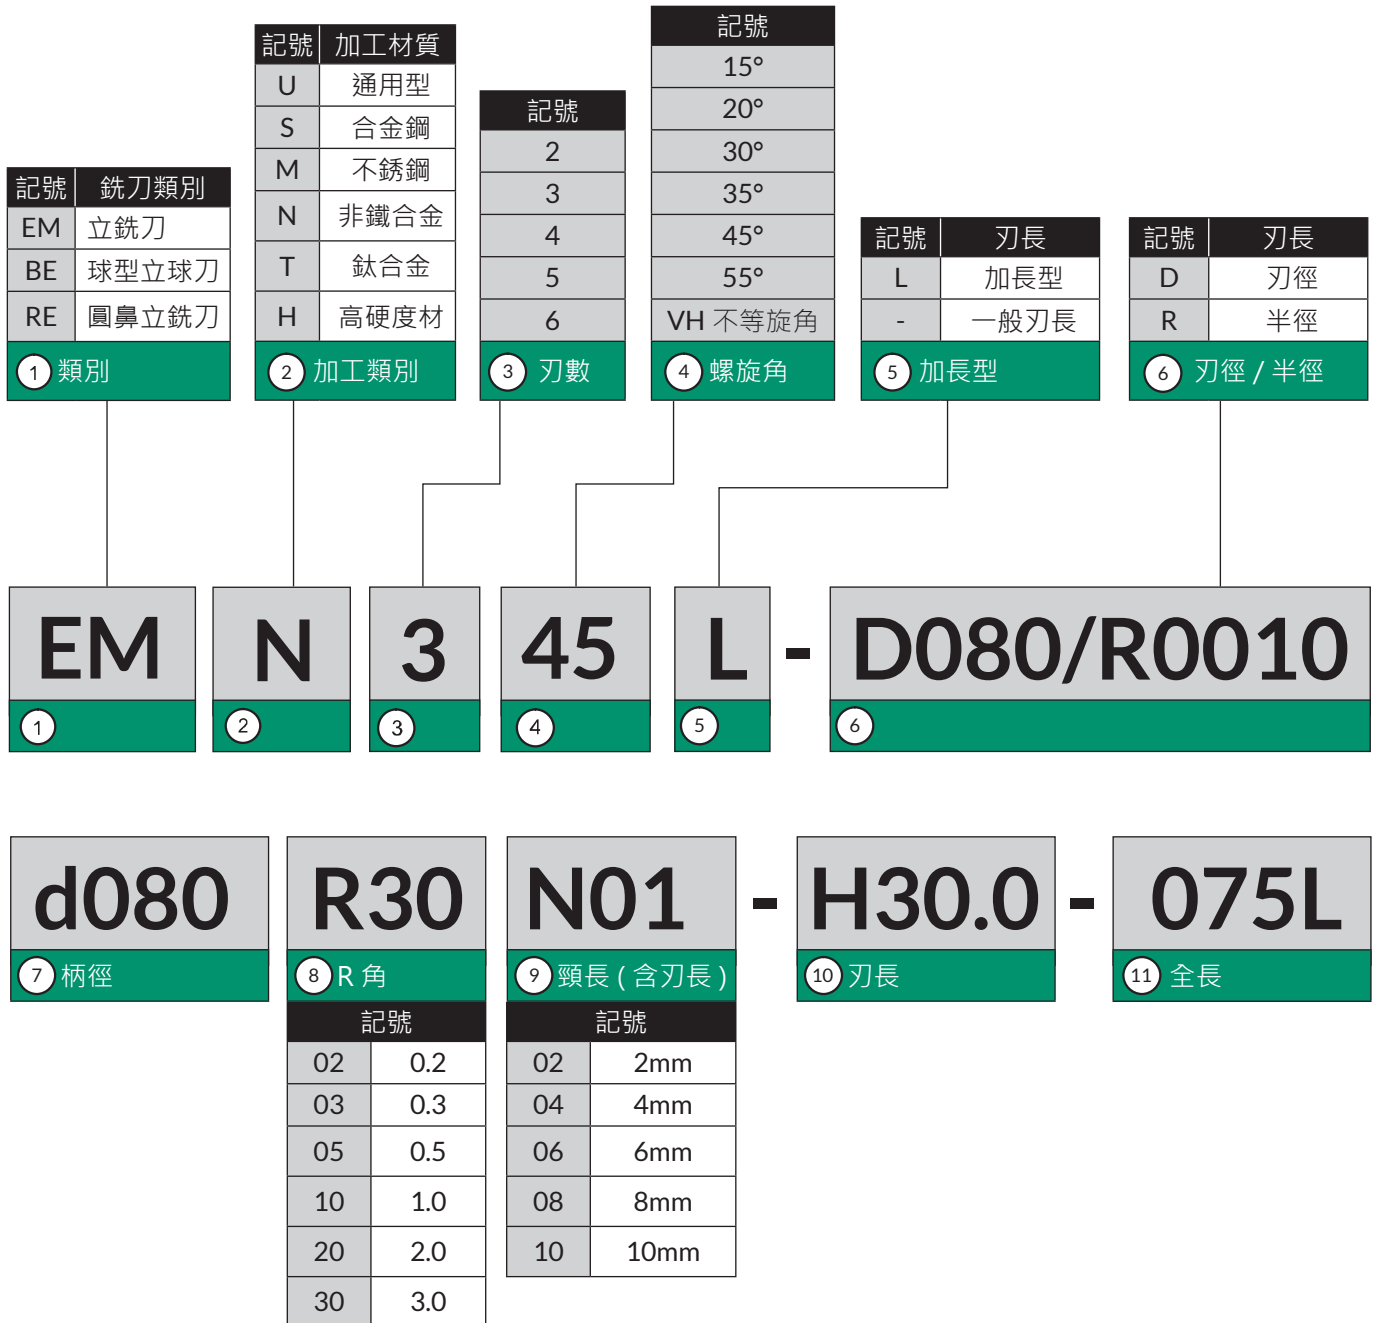 記號 銑刀類別
EM 立銑刀
BE 球型立球刀
RE 圓鼻立銑刀
1 類別
記號 加工材質
U 通用型
S 合金鋼
M 不銹鋼
N 非鐵合金
T 鈦合金
H 高硬度材
2 加工類別
記號
2
3
4
5
6
3 刃數
記號
15°
20°
30°
35°
45°
55°
VH 不等旋角
4 螺旋角
記號 刃長
L 加長型
- 一般刃長
5 加長型
記號 刃長
D 刃徑
R 半徑
6 刃徑 / 半徑
EM N 3 45 L - D080/R0010
1 2 3 4 5 6
d080 R30 N01 - H30.0 - 075L
7 柄徑 8 R 角 9 頸長 ( 含刃長 ) 10 刃長 11 全長
記號
02 0.2
03 0.3
05 0.5
10 1.0
20 2.0
30 3.0
記號
02 2mm
04 4mm
06 6mm
08 8mm
10 10mm